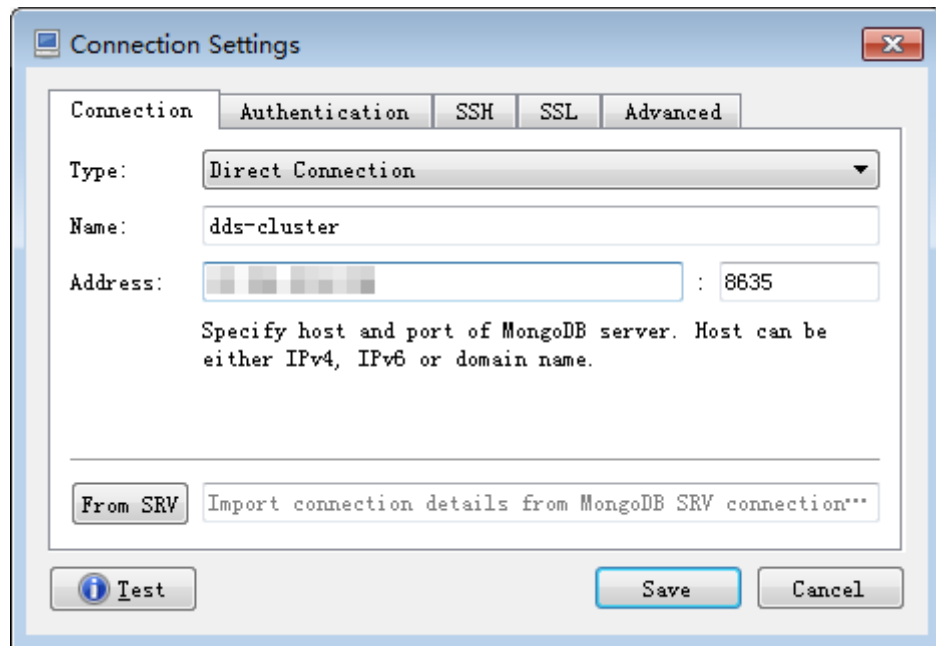 Connection Settings
Connection Authentication SSH SSL Advanced
Type: Direct Connection
Name: dds-cluster
Address: : 8635
Specify host and port of MongoDB server. Host can be
either IPv4, IPv6 or domain name.
From SRV Import connection details from MongoDB SRV connection…
Test Save Cancel